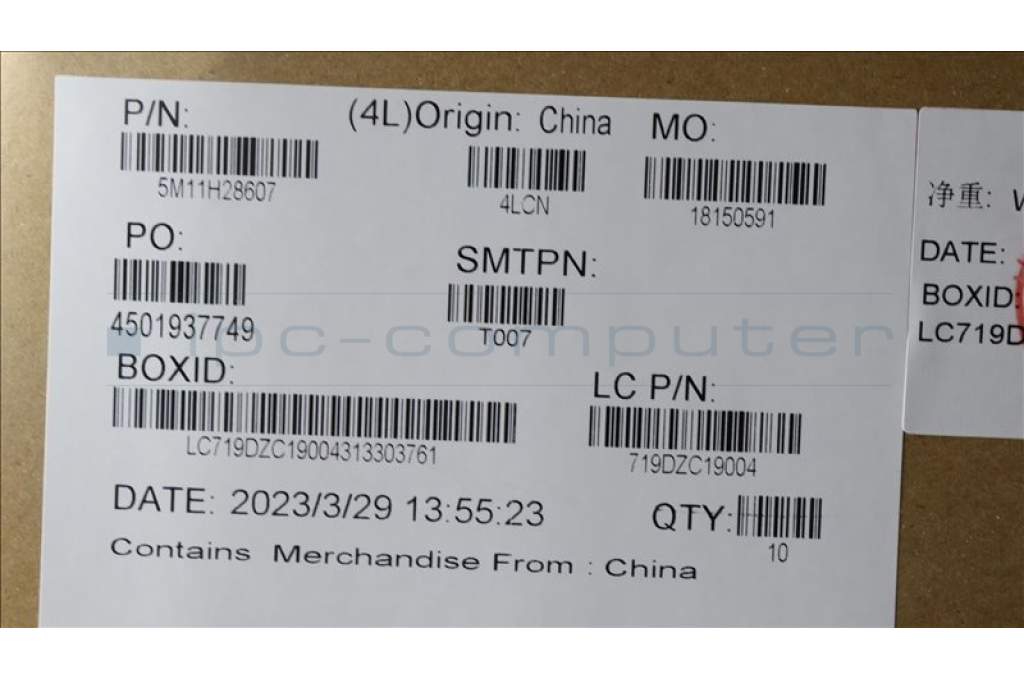 P/N: (4L)Origin: China MO:
5M11H28607 4LCN 18150591
PO: SMTPN:
4501937749 T007
BOXID: LC P/N:
LC719DZC19004313303761 719DZC19004
DATE: 2023/3/29 13:55:23 QTY:
10
Contains Merchandise From : China
净重:
DATE:
BOXID:
LC719D
ipc-computer